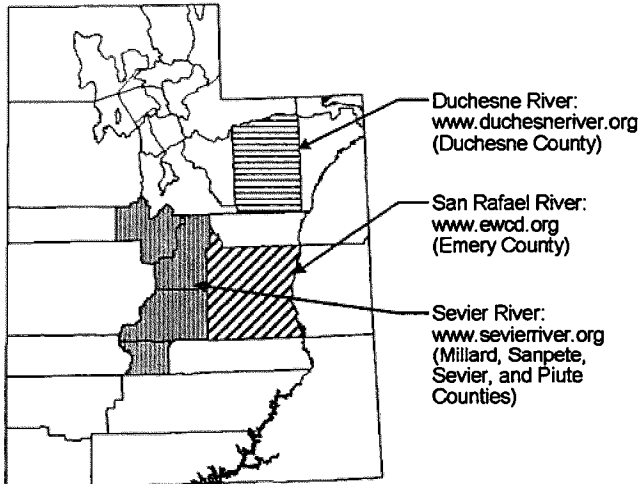 Duchesne River:
www.duchesneriver.org
(Duchesne County)
San Rafael River:
www.ewcd.org
(Emery County)
Sevier River:
www.sevierriver.org
(Millard, Sanpete,
Sevier, and Piute
Counties)